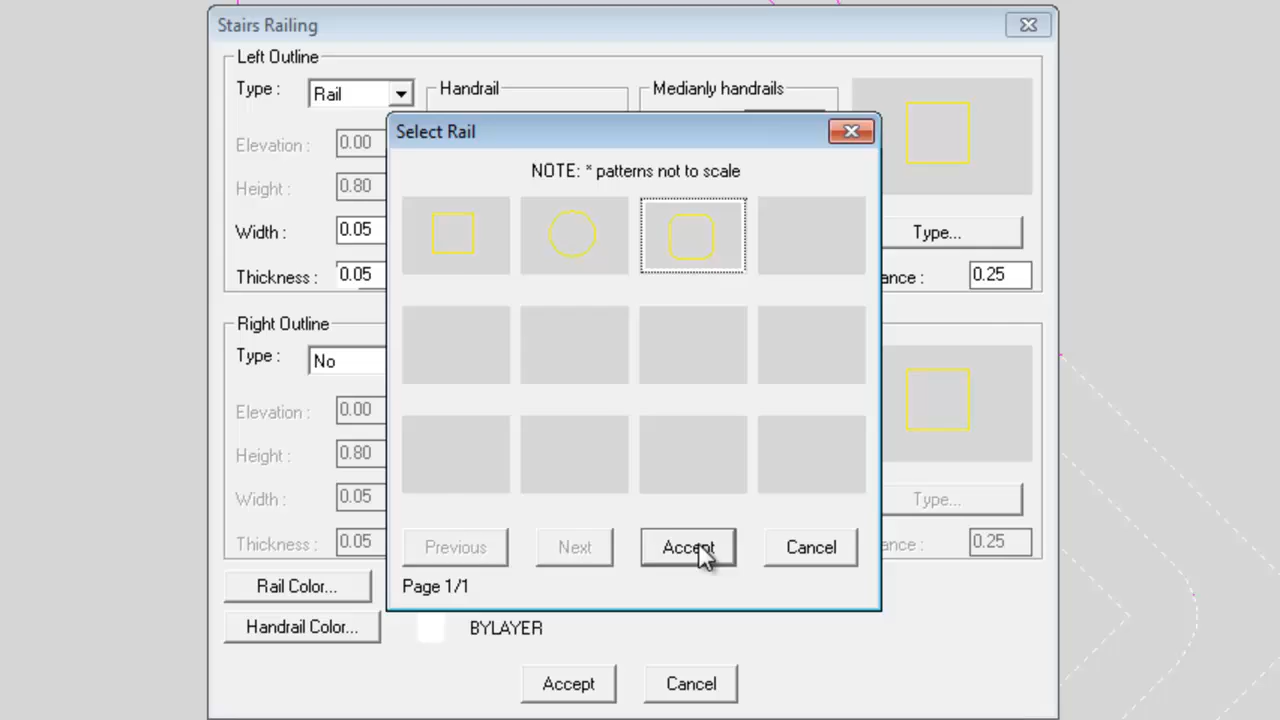 Stairs Railing
Left Outline
Type :
Rail
Handrail
Medianly handrails
Select Rail
NOTE: * patterns not to scale
Elevation :
0.00
Height :
0.80
Width :
0.05
Type...
Thickness :
0.05
ance :
0.25
Right Outline
Type :
No
Elevation :
0.00
Height :
0.80
Width :
0.05
Type...
Thickness :
0.05
ance :
0.25
Previous
Next
Accept
Cancel
Page 1/1
Rail Color...
Handrail Color...
BYLAYER
Accept
Cancel